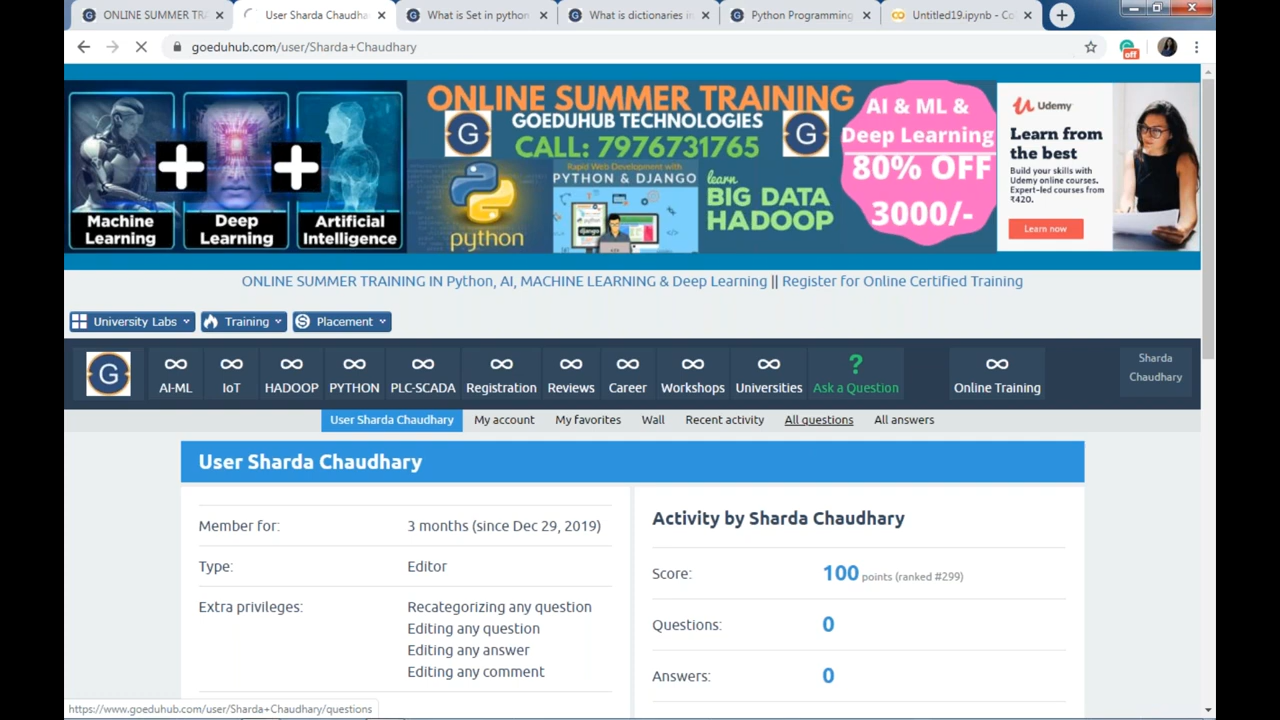 ONLINE SUMMER TR
User Sharda Chaudha
What is Set in python
What is dictionaries in
Python Programming
Untitled19.ipynb - Co
goeduhub.com/user/Sharda+Chaudhary
off
Machine Learning
Deep Learning
Artificial Intelligence
ONLINE SUMMER TRAINING
GOEDUHUB TECHNOLOGIES
CALL: 7976731765
python
Rapid Web Development with
PYTHON & DJANGO
django
learn
BIG DATA
HADOOP
AI & ML &
Deep Learning
80% OFF
3000/-
Udemy
Learn from
the best
Build your skills with
Udemy online courses.
Expert-led courses from
₹420.
Learn now
ONLINE SUMMER TRAINING IN Python, AI, MACHINE LEARNING & Deep Learning || Register for Online Certified Training
University Labs Training Placement
G AI-ML IoT HADOOP PYTHON PLC-SCADA Registration Reviews Career Workshops Universities ? Ask a Question Online Training
Sharda
Chaudhary
User Sharda Chaudhary My account My favorites Wall Recent activity All questions All answers
User Sharda Chaudhary
Member for: 3 months (since Dec 29, 2019)
Type: Editor
Extra privileges: Recategorizing any question
Editing any question
Editing any answer
Editing any comment
Activity by Sharda Chaudhary
Score: 100 points (ranked #299)
Questions: 0
Answers: 0
https://www.goeduhub.com/user/Sharda+Chaudhary/questions